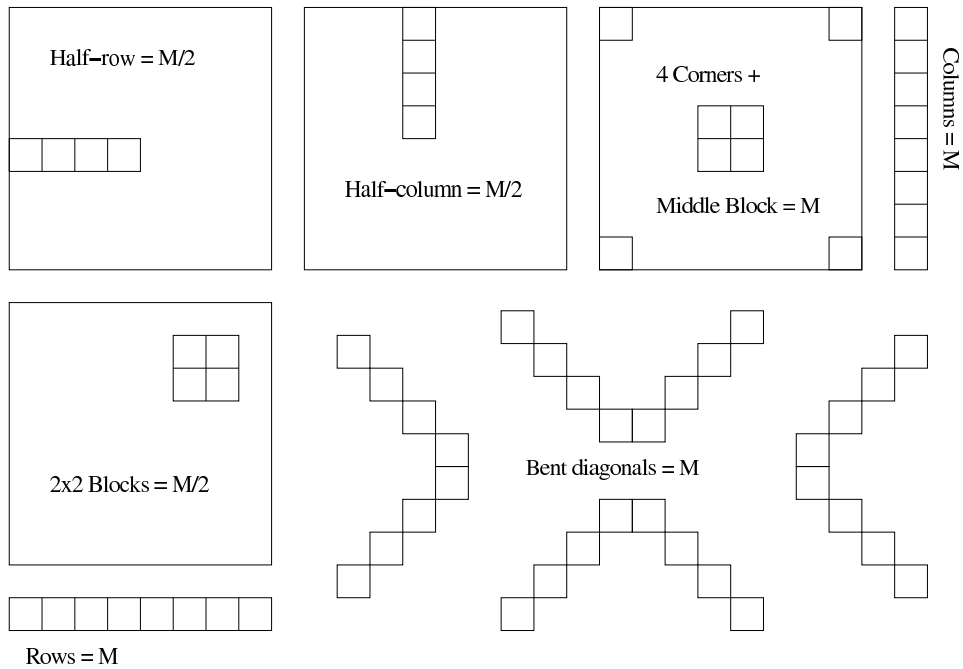 Half-row = M/2
Half-column = M/2
4 Corners +
Middle Block = M
Columns = M
2x2 Blocks = M/2
Bent diagonals = M
Rows = M